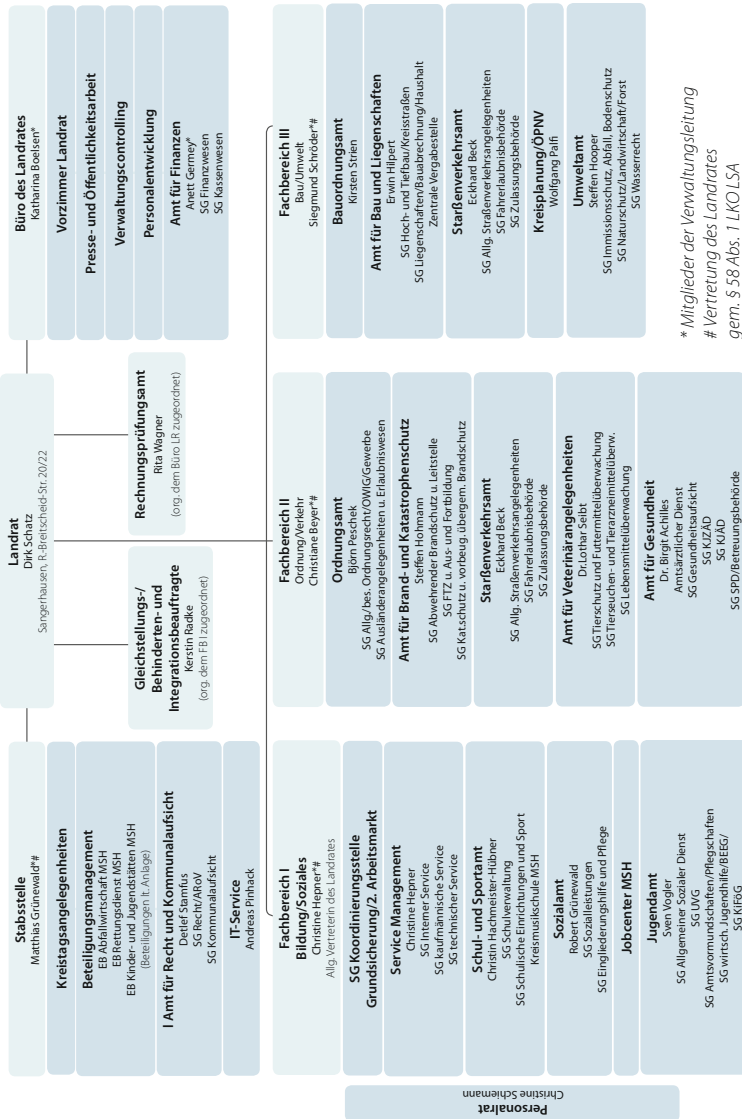 Landrat
Dirk Schatz
Sangerhausen, R.-Breitscheid-Str. 20/22
Stabsstelle
Matthias Grünewald*#
Kreistagsangelegenheiten
Beteiligungsmanagement
EB Abfallwirtschaft MSH
EB Rettungsdienst MSH
EB Kinder- und Jugendstätten MSH
(Beteiligungen lt. Anlage)
I Amt für Recht und Kommunalaufsicht
Detlef Stamfus
SG Recht/ARoV
SG Kommunalaufsicht
IT-Service
Andreas Pinhack
Gleichstellungs-/
Behinderten- und
Integrationsbeauftragte
Kerstin Radke
(org. dem FB I zugeordnet)
Rechnungsprüfungsamt
Rita Wagner
(org. dem Büro LR zugeordnet)
Büro des Landrates
Katharina Boelsen*
Vorzimmer Landrat
Presse- und Öffentlichkeitsarbeit
Verwaltungscontrolling
Personalentwicklung
Amt für Finanzen
Anett Germey*
SG Finanzwesen
SG Kassenwesen
Fachbereich I
Bildung/Soziales
Christine Hepner*#
Allg. Vertreterin des Landrates
SG Koordinierungsstelle
Grundsicherung/2. Arbeitsmarkt
Service Management
Christine Hepner
SG Interner Service
SG kaufmännische Service
SG technischer Service
Schul- und Sportamt
Christin Hachmeister-Hübner
SG Schulverwaltung
SG Schulische Einrichtungen und Sport
Kreismusikschule MSH
Sozialamt
Robert Grünewald
SG Sozialleistungen
SG Eingliederungshilfe und Pflege
Jobcenter MSH
Jugendamt
Sven Vogler
SG Allgemeiner Sozialer Dienst
SG UVG
SG Amtsvormundschaften/Pflegschaften
SG wirtsch. Jugendhilfe/BEEG/
SG KiFöG
Fachbereich II
Ordnung/Verkehr
Christiane Beyer*#
Ordnungsamt
Björn Peschek
SG Allg./bes. Ordnungsrecht/OWIG/Gewerbe
SG Ausländerangelegenheiten u. Erlaubniswesen
Amt für Brand- und Katastrophenschutz
Steffen Hohmann
SG Abwehrender Brandschutz u. Leitstelle
SG FTZ u. Aus- und Fortbildung
SG Kat.schutz u. vorbeug. übergem. Brandschutz
Starßenverkehrsamt
Eckhard Beck
SG Allg. Straßenverkehrsangelegenheiten
SG Fahrerlaubnisbehörde
SG Zulassungsbehörde
Amt für Veterinärangelegenheiten
Dr.Lothar Seibt
SG Tierschutz und Futtermittelüberwachung
SG Tierseuchen- und Tierarzneimittelüberw.
SG Lebensmittelüberwachung
Amt für Gesundheit
Dr. Birgit Achilles
Amtsärztlicher Dienst
SG Gesundheitsaufsicht
SG KJZÄD
SG KJÄD
SG SPD/Betreuungsbehörde
Fachbereich III
Bau/Umwelt
Siegmund Schröder*#
Bauordnungsamt
Kirsten Strien
Amt für Bau und Liegenschaften
Erwin Hilpert
SG Hoch- und Tiefbau/Kreisstraßen
SG Liegenschaften/Bauabrechnung/Haushalt
Zentrale Vergabestelle
Starßenverkehrsamt
Eckhard Beck
SG Allg. Straßenverkehrsangelegenheiten
SG Fahrerlaubnisbehörde
SG Zulassungsbehörde
Kreisplanung/ÖPNV
Wolfgang Palfi
Umweltamt
Steffen Hooper
SG Immissionsschutz, Abfall, Bodenschutz
SG Naturschutz/Landwirtschaft/Forst
SG Wasserrecht
Personalrat
Christine Schiemann
* Mitglieder der Verwaltungsleitung
# Vertretung des Landrates
gem. § 58 Abs. 1 LKO LSA